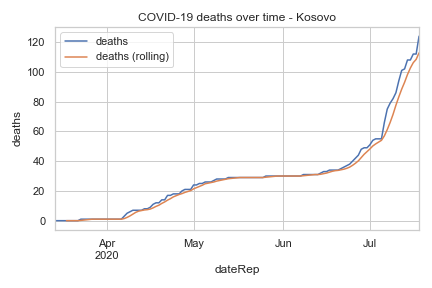 COVID-19 deaths over time - Kosovo
deaths
deaths (rolling)
120
100
80
60
40
20
0
deaths
Apr
2020
May
Jun
Jul
dateRep